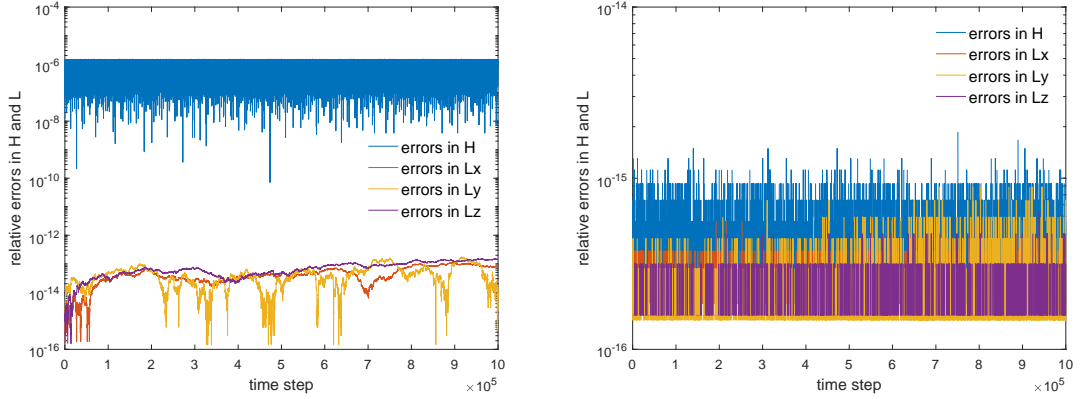 relative errors in H and L
10^-4
10^-6
10^-8
10^-10
10^-12
10^-14
10^-16
errors in H
errors in Lx
errors in Ly
errors in Lz
0 1 2 3 4 5 6 7 8 9 10
×10^5
time step
relative errors in H and L
10^-14
10^-15
10^-16
errors in H
errors in Lx
errors in Ly
errors in Lz
0 1 2 3 4 5 6 7 8 9 10
×10^5
time step